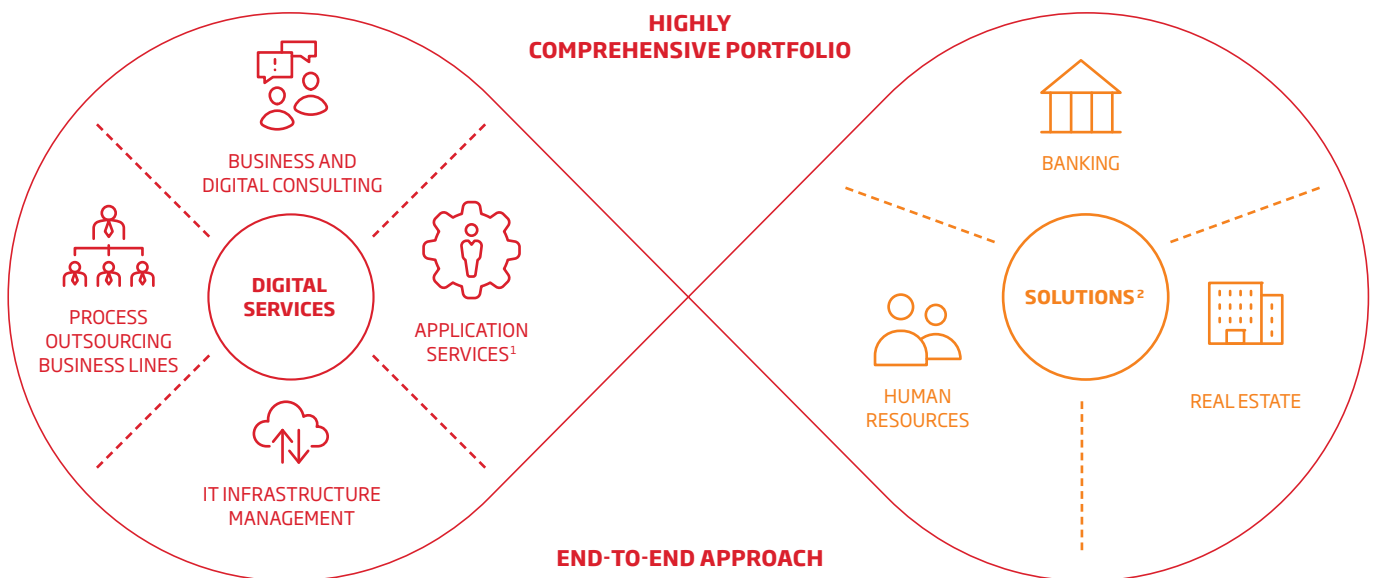 HIGHLY
COMPREHENSIVE PORTFOLIO
BUSINESS AND
DIGITAL CONSULTING
PROCESS
OUTSOURCING
BUSINESS LINES
DIGITAL
SERVICES
APPLICATION
SERVICES¹
IT INFRASTRUCTURE
MANAGEMENT
BANKING
SOLUTIONS²
HUMAN
RESOURCES
REAL ESTATE
END-TO-END APPROACH